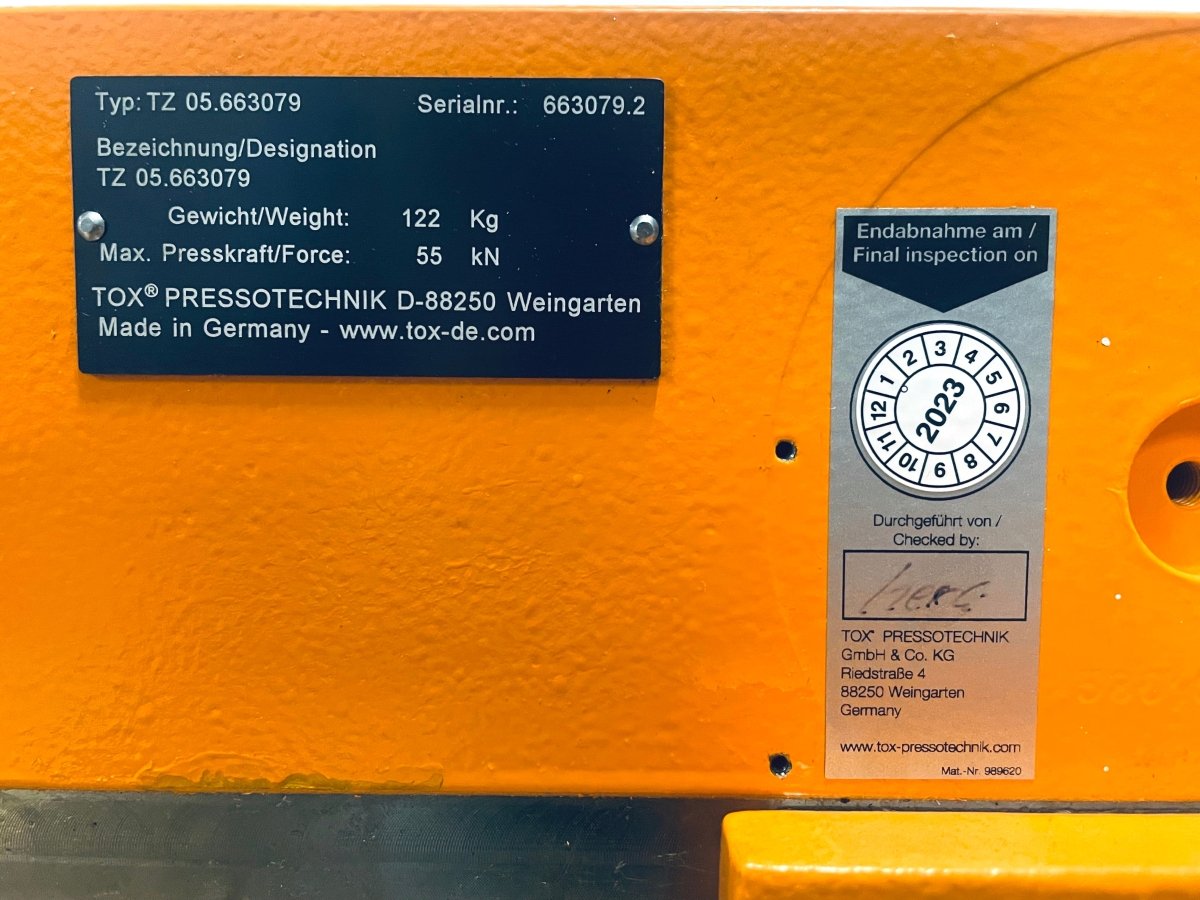 Typ: TZ 05.663079 Serialnr.: 663079.2
Bezeichnung/Designation
TZ 05.663079
Gewicht/Weight: 122 Kg
Max. Presskraft/Force: 55 kN
TOX® PRESSOTECHNIK D-88250 Weingarten
Made in Germany - www.tox-de.com
Endabnahme am /
Final inspection on
1 2 3 4 5 6 7 8 9 10 11 12
2023
Durchgeführt von /
Checked by:
TOX® PRESSOTECHNIK
GmbH & Co. KG
Riedstraße 4
88250 Weingarten
Germany
www.tox-pressotechnik.com
Mat.-Nr. 989620